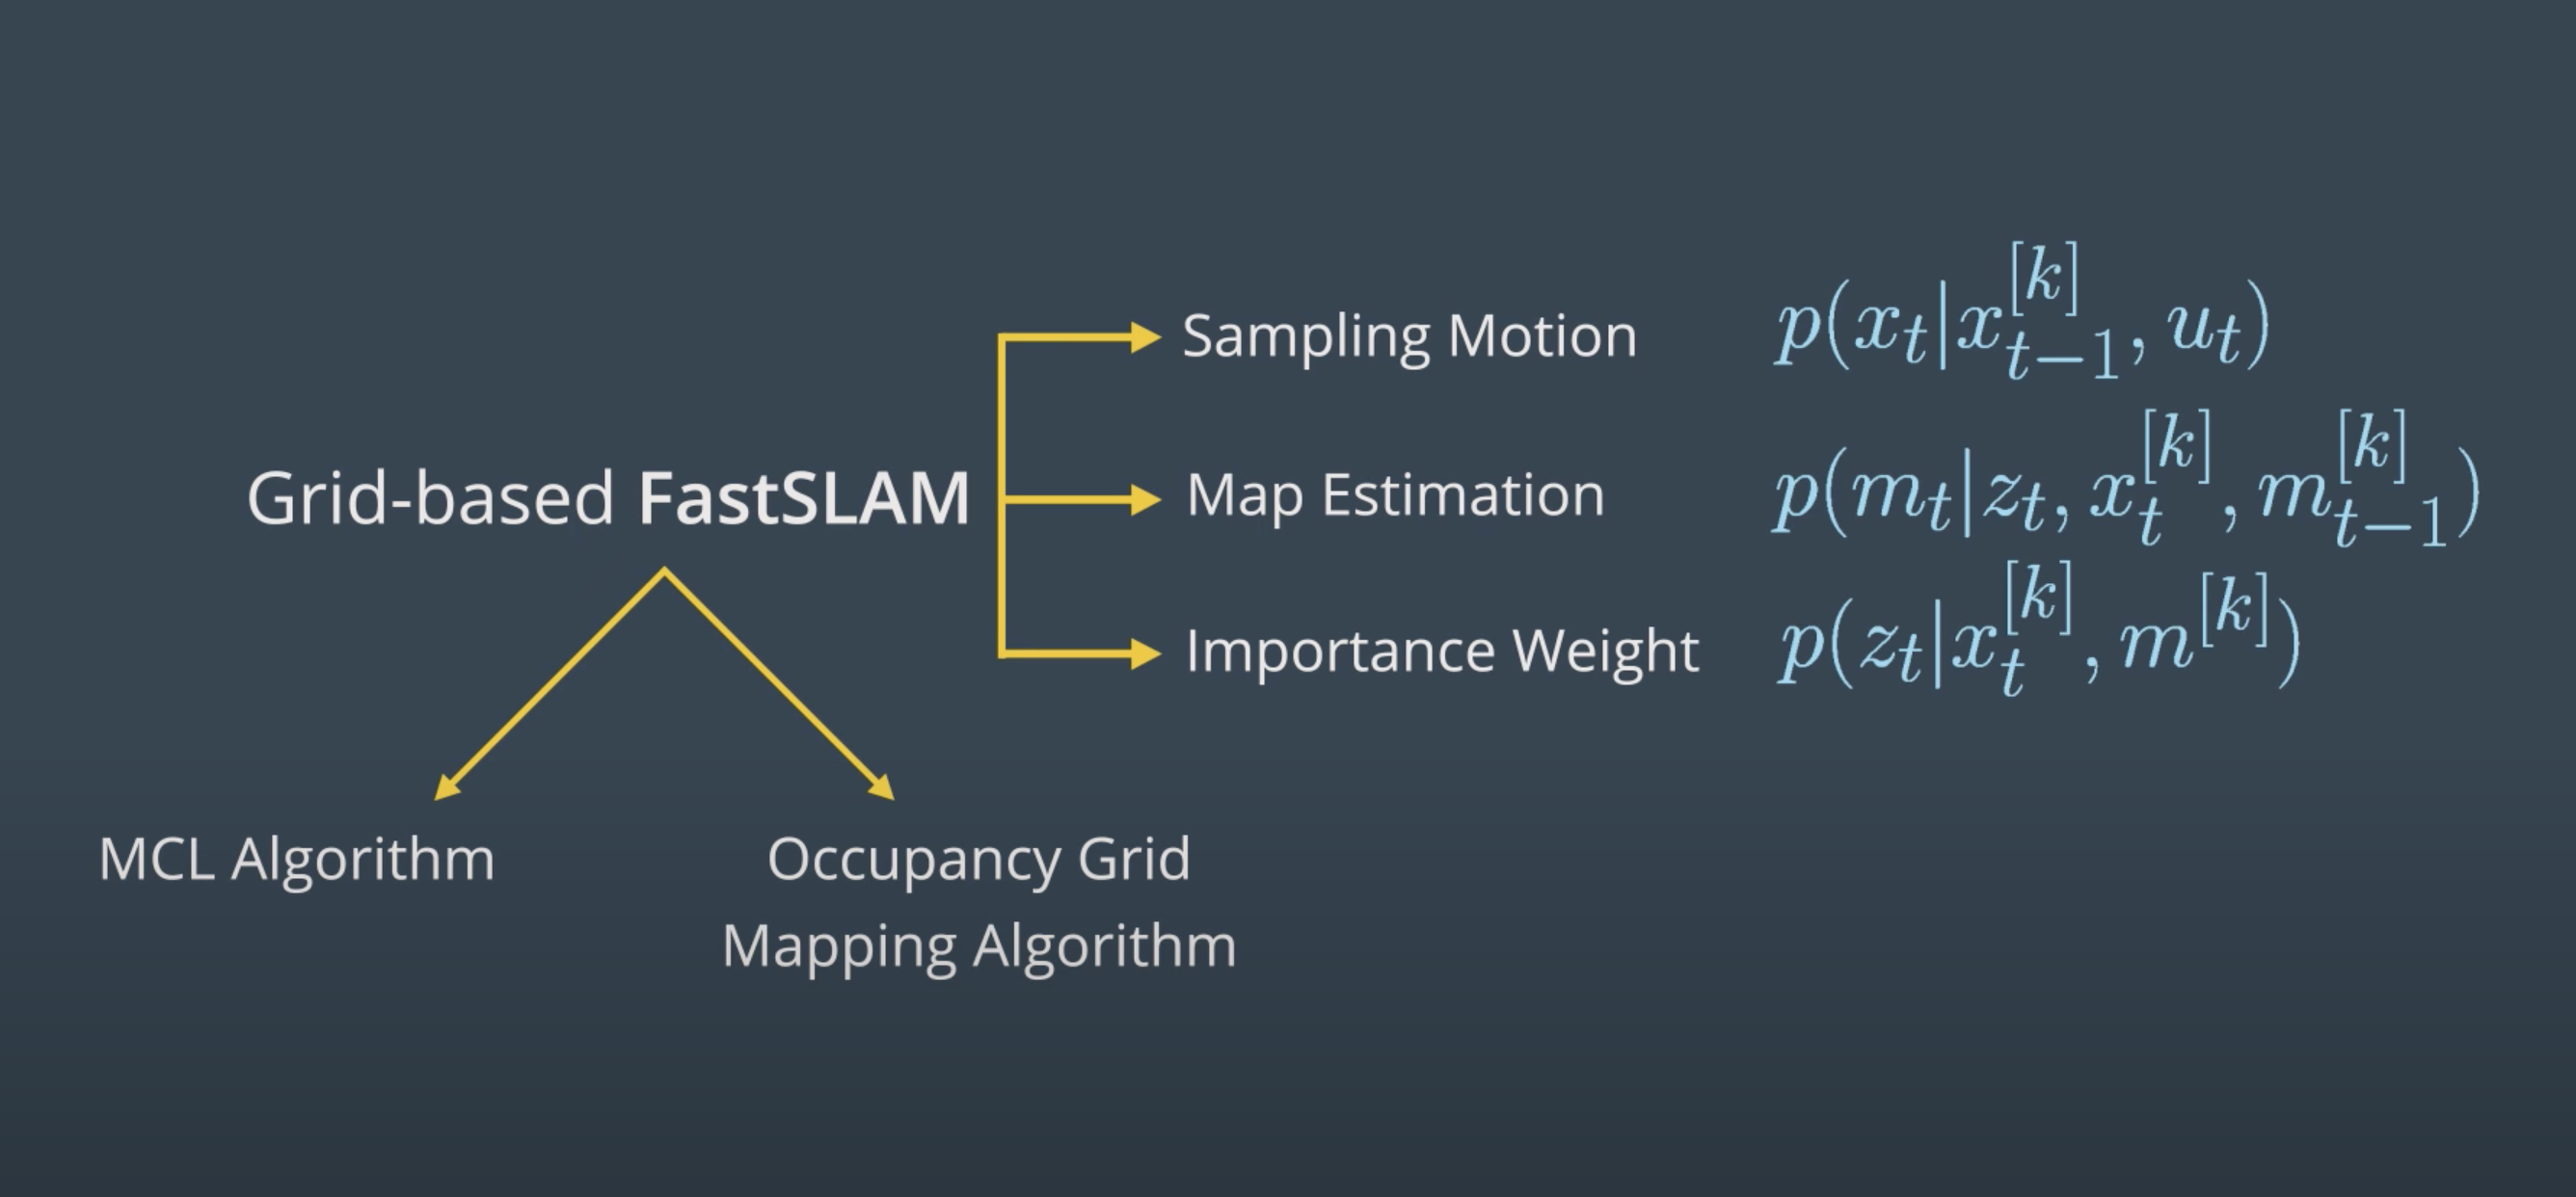 Sampling Motion p(x_t|x_{t-1}^{[k]}, u_t)
Grid-based FastSLAM
Map Estimation p(m_t|z_t, x_t^{[k]}, m_{t-1}^{[k]})
Importance Weight p(z_t|x_t^{[k]}, m^{[k]})
MCL Algorithm
Occupancy Grid
Mapping Algorithm